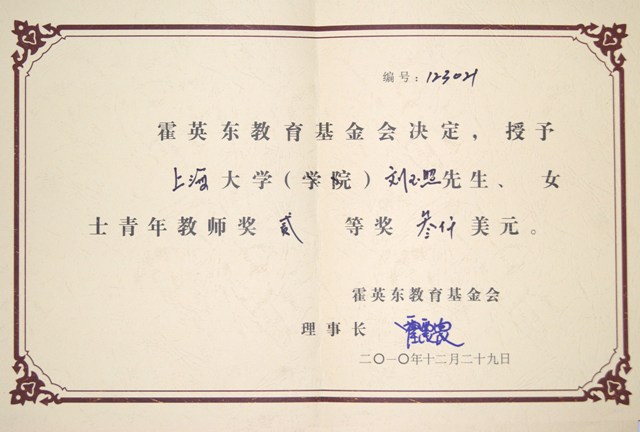 编号：123021
霍英东教育基金会决定，授予
上海大学（学院）刘玉照先生、女
士青年教师奖贰等奖叁仟美元。
霍英东教育基金会
理事长 霍震寰
二〇一〇年十二月二十九日